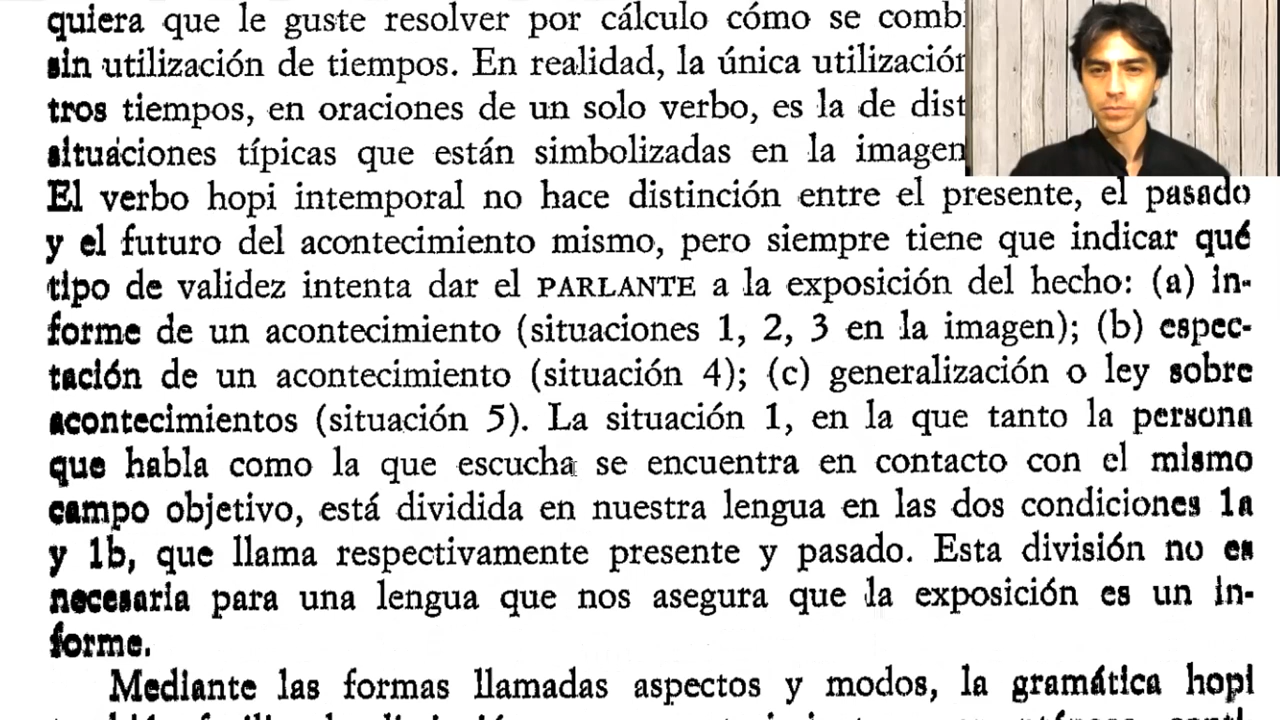 quiera que le guste resolver por cálculo cómo se
sin utilización de tiempos. En realidad, la única
tros tiempos, en oraciones de un solo verbo, es la de
situaciones típicas que están simbolizadas en la imagen
El verbo hopi intemporal no hace distinción entre el presente, el pasado
y el futuro del acontecimiento mismo, pero siempre tiene que indicar qué
tipo de validez intenta dar el PARLANTE a la exposición del hecho: (a) in-
forme de un acontecimiento (situaciones 1, 2, 3 en la imagen); (b) espec-
tación de un acontecimiento (situación 4); (c) generalización o ley sobre
acontecimientos (situación 5). La situación 1, en la que tanto la persona
que habla como la que escucha se encuentra en contacto con el mismo
campo objetivo, está dividida en nuestra lengua en las dos condiciones 1a
y 1b, que llama respectivamente presente y pasado. Esta división no es
necesaria para una lengua que nos asegura que la exposición es un in-
forme.
Mediante las formas llamadas aspectos y modos, la gramática hopi